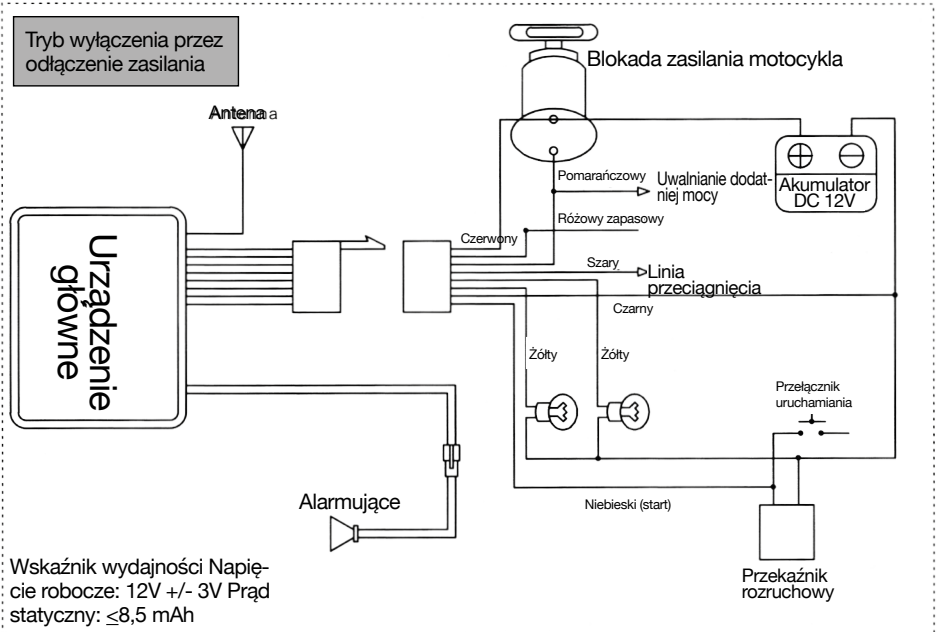 Tryb wyłączenia przez
odłączenie zasilania
Blokada zasilania motocykla
Antena
Pomarańczowy
Uwalnianie dodat-
niej mocy
Akumulator
DC 12V
Różowy zapasowy
Czerwony
Szary
Linia
przeciągnięcia
Czarny
Urządzenie
główne
Żółty
Żółty
Przełącznik
uruchamiania
Alarmujące
Niebieski (start)
Przekaźnik
rozruchowy
Wskaźnik wydajności Napię-
cie robocze: 12V +/- 3V Prąd
statyczny: ≤8,5 mAh